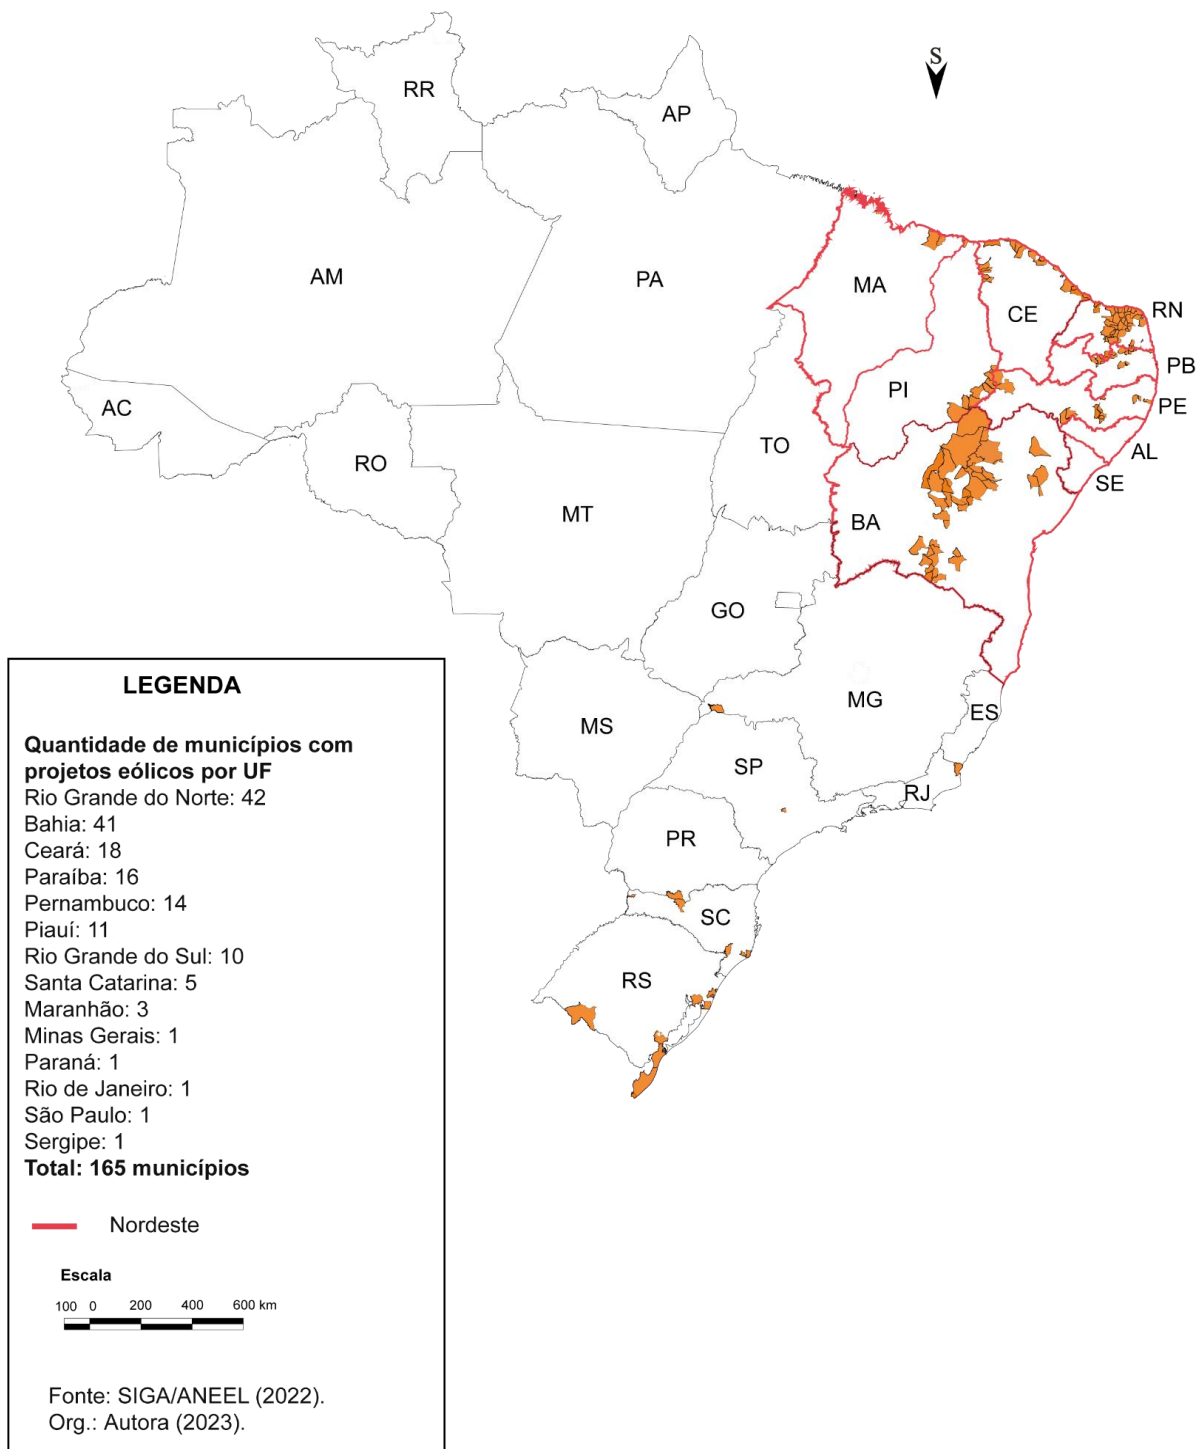 S
RR
AP
AM
PA
MA
CE
RN
PB
PI
PE
AC
TO
AL
RO
SE
MT
BA
GO
MG
ES
MS
SP
RJ
PR
SC
RS
LEGENDA
Quantidade de municípios com
projetos eólicos por UF
Rio Grande do Norte: 42
Bahia: 41
Ceará: 18
Paraíba: 16
Pernambuco: 14
Piauí: 11
Rio Grande do Sul: 10
Santa Catarina: 5
Maranhão: 3
Minas Gerais: 1
Paraná: 1
Rio de Janeiro: 1
São Paulo: 1
Sergipe: 1
Total: 165 municípios
Nordeste
Escala
100 0 200 400 600 km
Fonte: SIGA/ANEEL (2022).
Org.: Autora (2023).